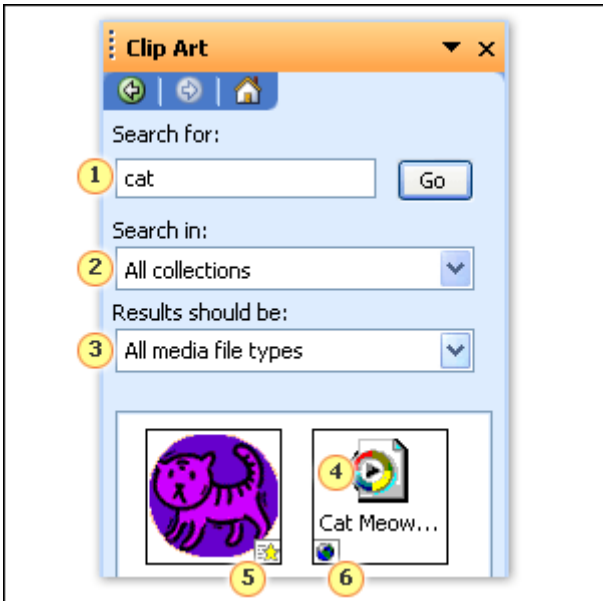 Clip Art
Search for:
1 cat Go
Search in:
2 All collections
Results should be:
3 All media file types
4
Cat Meow...
5 6